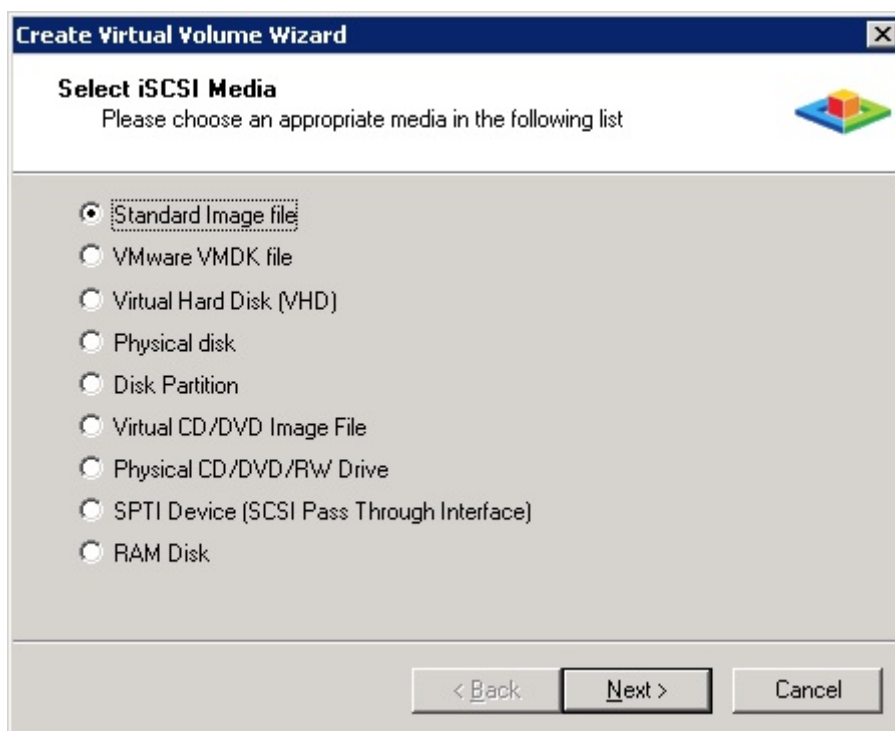 Create Virtual Volume Wizard
Select iSCSI Media
Please choose an appropriate media in the following list
Standard Image file
VMware VMDK file
Virtual Hard Disk (VHD)
Physical disk
Disk Partition
Virtual CD/DVD Image File
Physical CD/DVD/RW Drive
SPTI Device (SCSI Pass Through Interface)
RAM Disk
< Back Next > Cancel